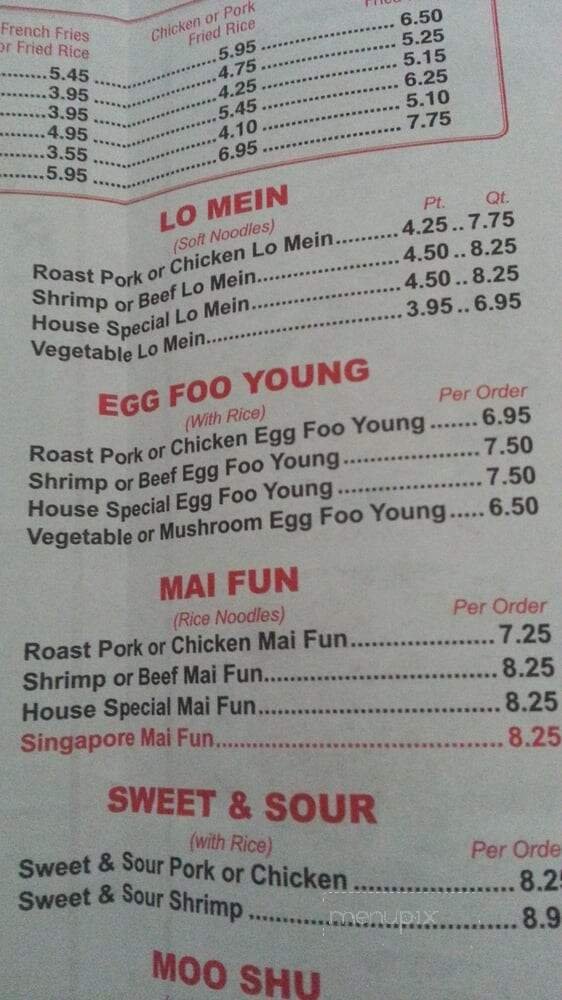 French Fries
or Fried Rice
Chicken or Pork
Fried Rice
..........5.45 ..................5.95 ..................... 6.50
..........3.95 ..................4.75 ..................... 5.25
..........3.95 ..................4.25 ..................... 5.15
..........4.95 ..................5.45 ..................... 6.25
..........3.55 ..................4.10 ..................... 5.10
..........5.95 ..................6.95 ..................... 7.75
LO MEIN
(Soft Noodles)
Pt. Qt.
Roast Pork or Chicken Lo Mein..........4.25..7.75
Shrimp or Beef Lo Mein......................4.50..8.25
House Special Lo Mein.......................4.50..8.25
Vegetable Lo Mein..............................3.95..6.95
EGG FOO YOUNG
(With Rice)
Per Order
Roast Pork or Chicken Egg Foo Young.......6.95
Shrimp or Beef Egg Foo Young....................7.50
House Special Egg Foo Young.....................7.50
Vegetable or Mushroom Egg Foo Young.....6.50
MAI FUN
(Rice Noodles)
Per Order
Roast Pork or Chicken Mai Fun....................7.25
Shrimp or Beef Mai Fun.................................8.25
House Special Mai Fun..................................8.25
Singapore Mai Fun.........................................8.25
SWEET & SOUR
(with Rice)
Per Orde
Sweet & Sour Pork or Chicken ......................8.2
Sweet & Sour Shrimp ....................................8.9
menupix
MOO SHU